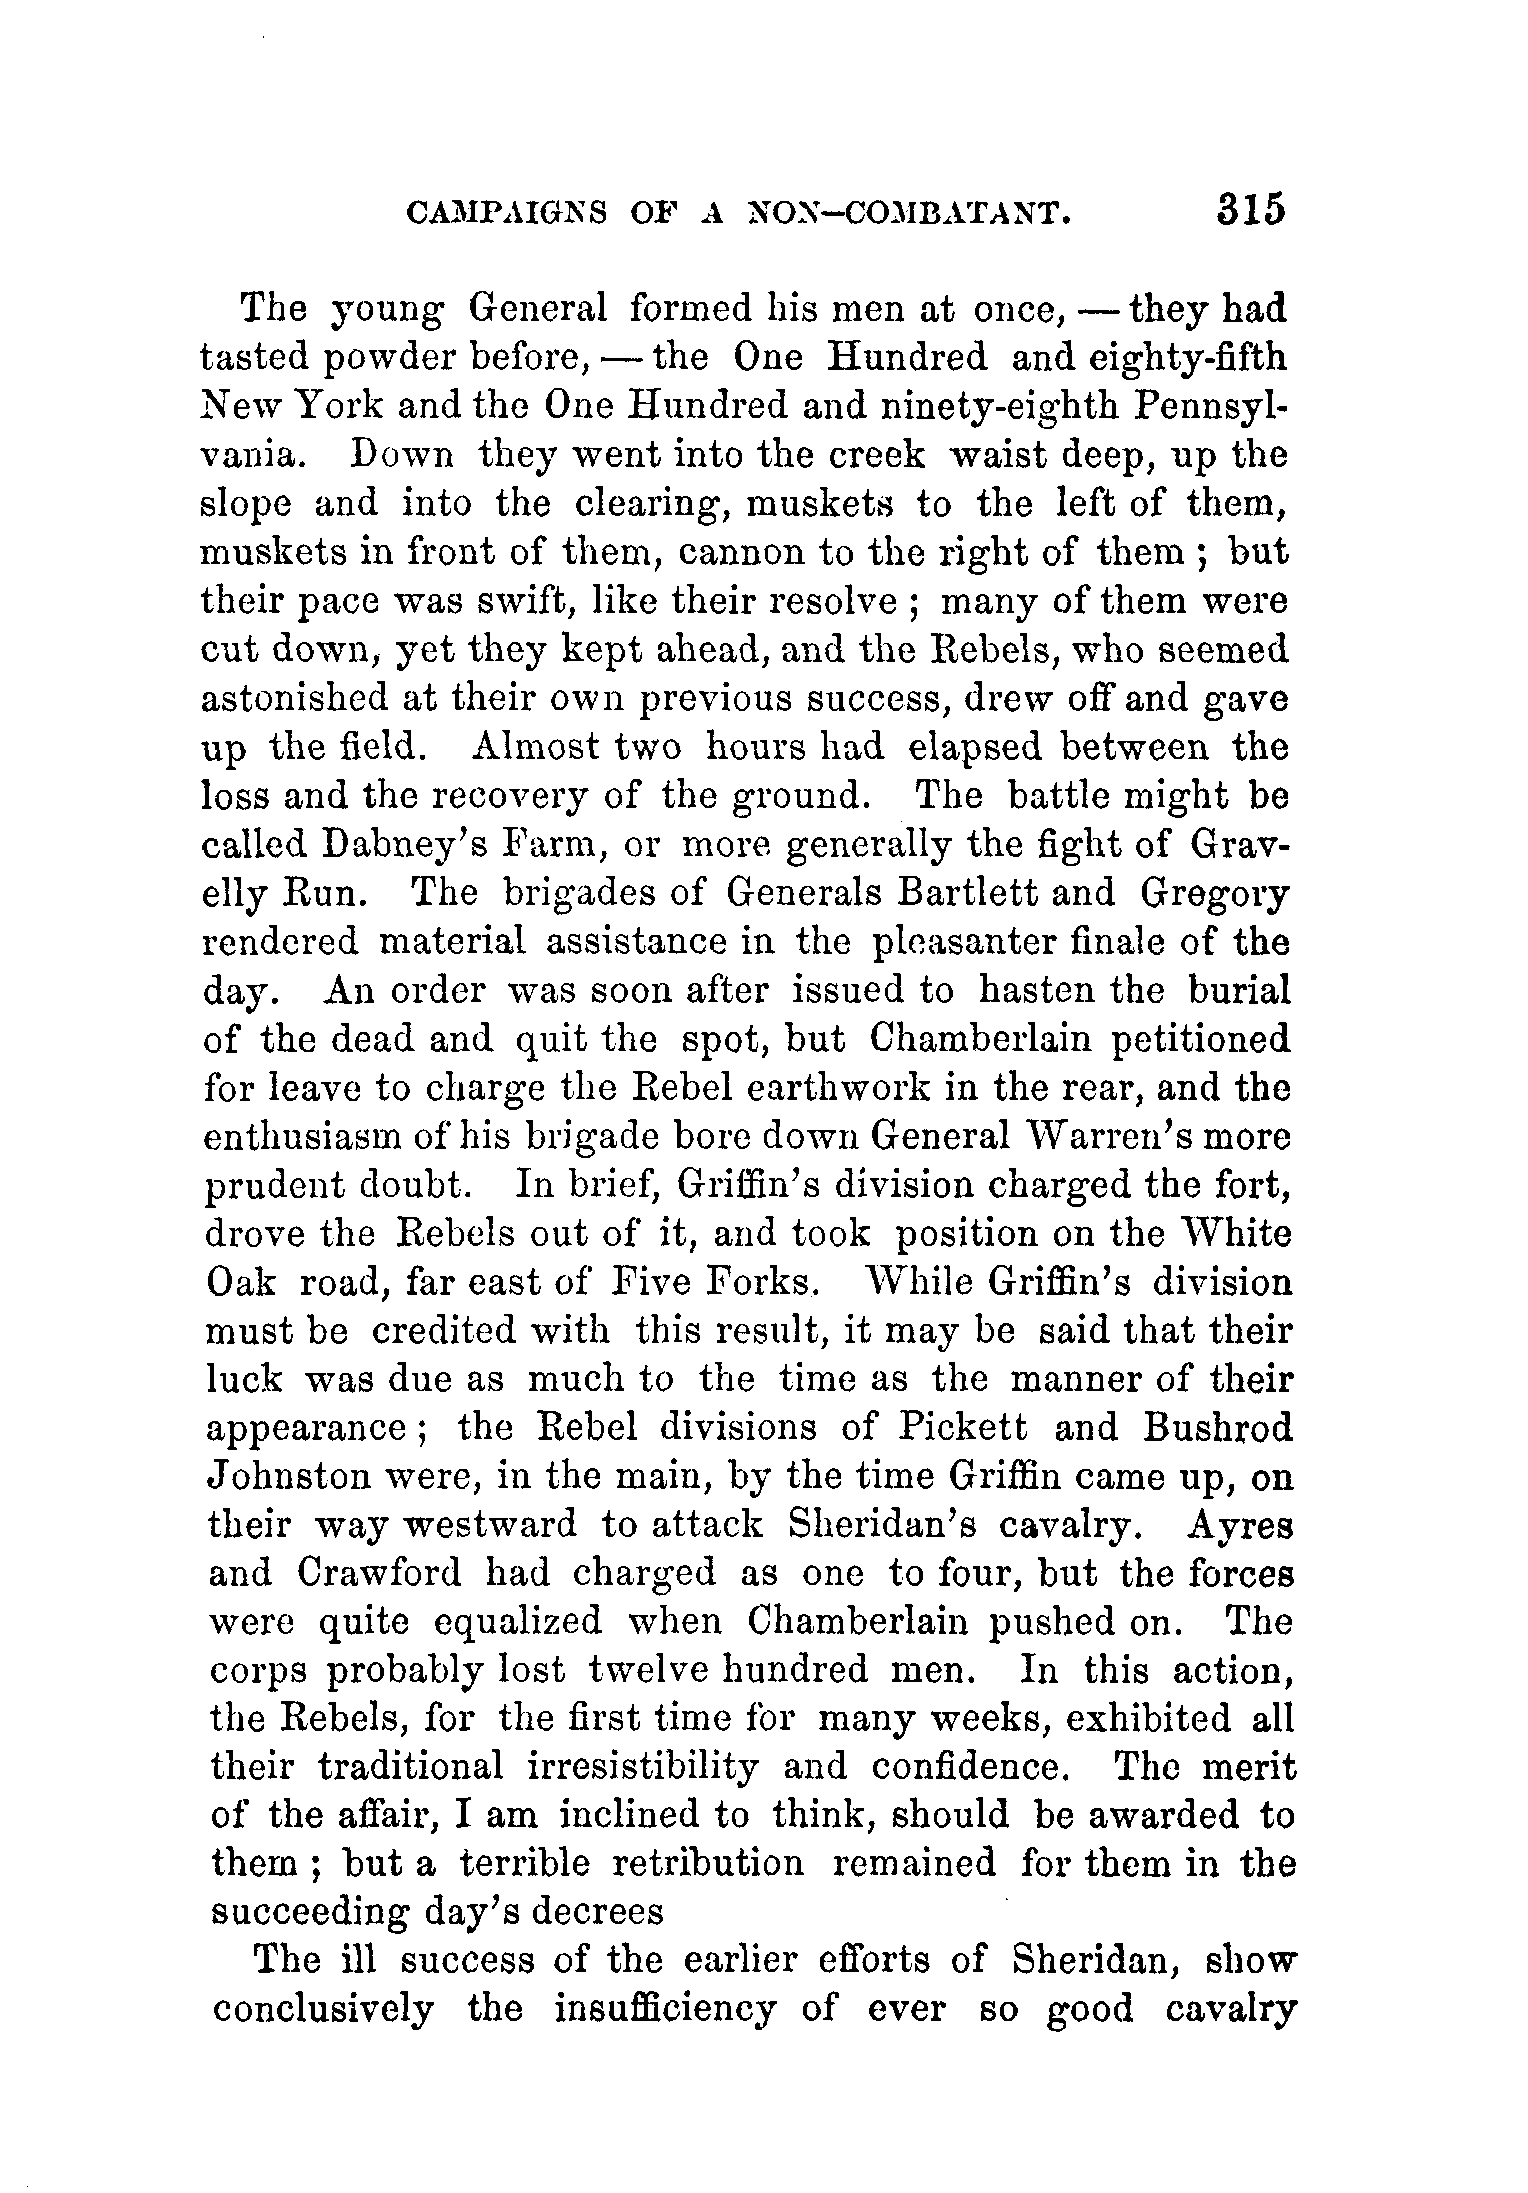 CAMPAIGNS OF A NON-COMBATANT. 315
The young General formed his men at once, — they had
tasted powder before, — the One Hundred and eighty-fifth
New York and the One Hundred and ninety-eighth Pennsyl-
vania. Down they went into the creek waist deep, up the
slope and into the clearing, muskets to the left of them,
muskets in front of them, cannon to the right of them ; but
their pace was swift, like their resolve ; many of them were
cut down, yet they kept ahead, and the Rebels, who seemed
astonished at their own previous success, drew off and gave
up the field. Almost two hours had elapsed between the
loss and the recovery of the ground. The battle might be
called Dabney's Farm, or more generally the fight of Grav-
elly Run. The brigades of Generals Bartlett and Gregory
rendered material assistance in the pleasanter finale of the
day. An order was soon after issued to hasten the burial
of the dead and quit the spot, but Chamberlain petitioned
for leave to charge the Rebel earthwork in the rear, and the
enthusiasm of his brigade bore down General Warren's more
prudent doubt. In brief, Griffin's division charged the fort,
drove the Rebels out of it, and took position on the White
Oak road, far east of Five Forks. While Griffin's division
must be credited with this result, it may be said that their
luck was due as much to the time as the manner of their
appearance ; the Rebel divisions of Pickett and Bushrod
Johnston were, in the main, by the time Griffin came up, on
their way westward to attack Sheridan's cavalry. Ayres
and Crawford had charged as one to four, but the forces
were quite equalized when Chamberlain pushed on. The
corps probably lost twelve hundred men. In this action,
the Rebels, for the first time for many weeks, exhibited all
their traditional irresistibility and confidence. The merit
of the affair, I am inclined to think, should be awarded to
them ; but a terrible retribution remained for them in the
succeeding day's decrees
The ill success of the earlier efforts of Sheridan, show
conclusively the insufficiency of ever so good cavalry